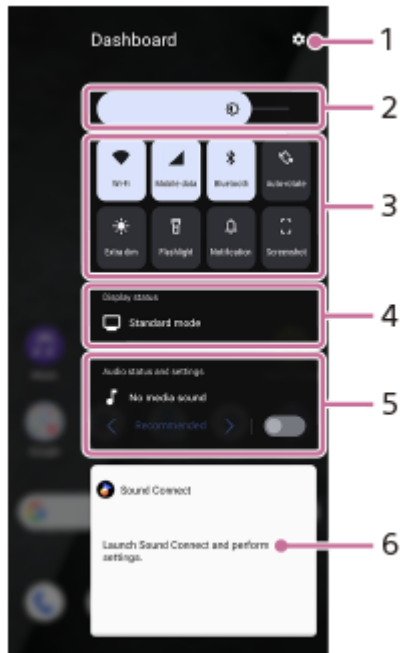 Dashboard
1
2
Wi-Fi
Mobile data
Bluetooth
Auto-rotate
3
Extra dim
Flashlight
Notification
Screenshot
Display status
Standard mode
4
Audio status and settings
No media sound
5
Recommended
Sound Connect
Launch Sound Connect and perform
6
settings.
Music
Google